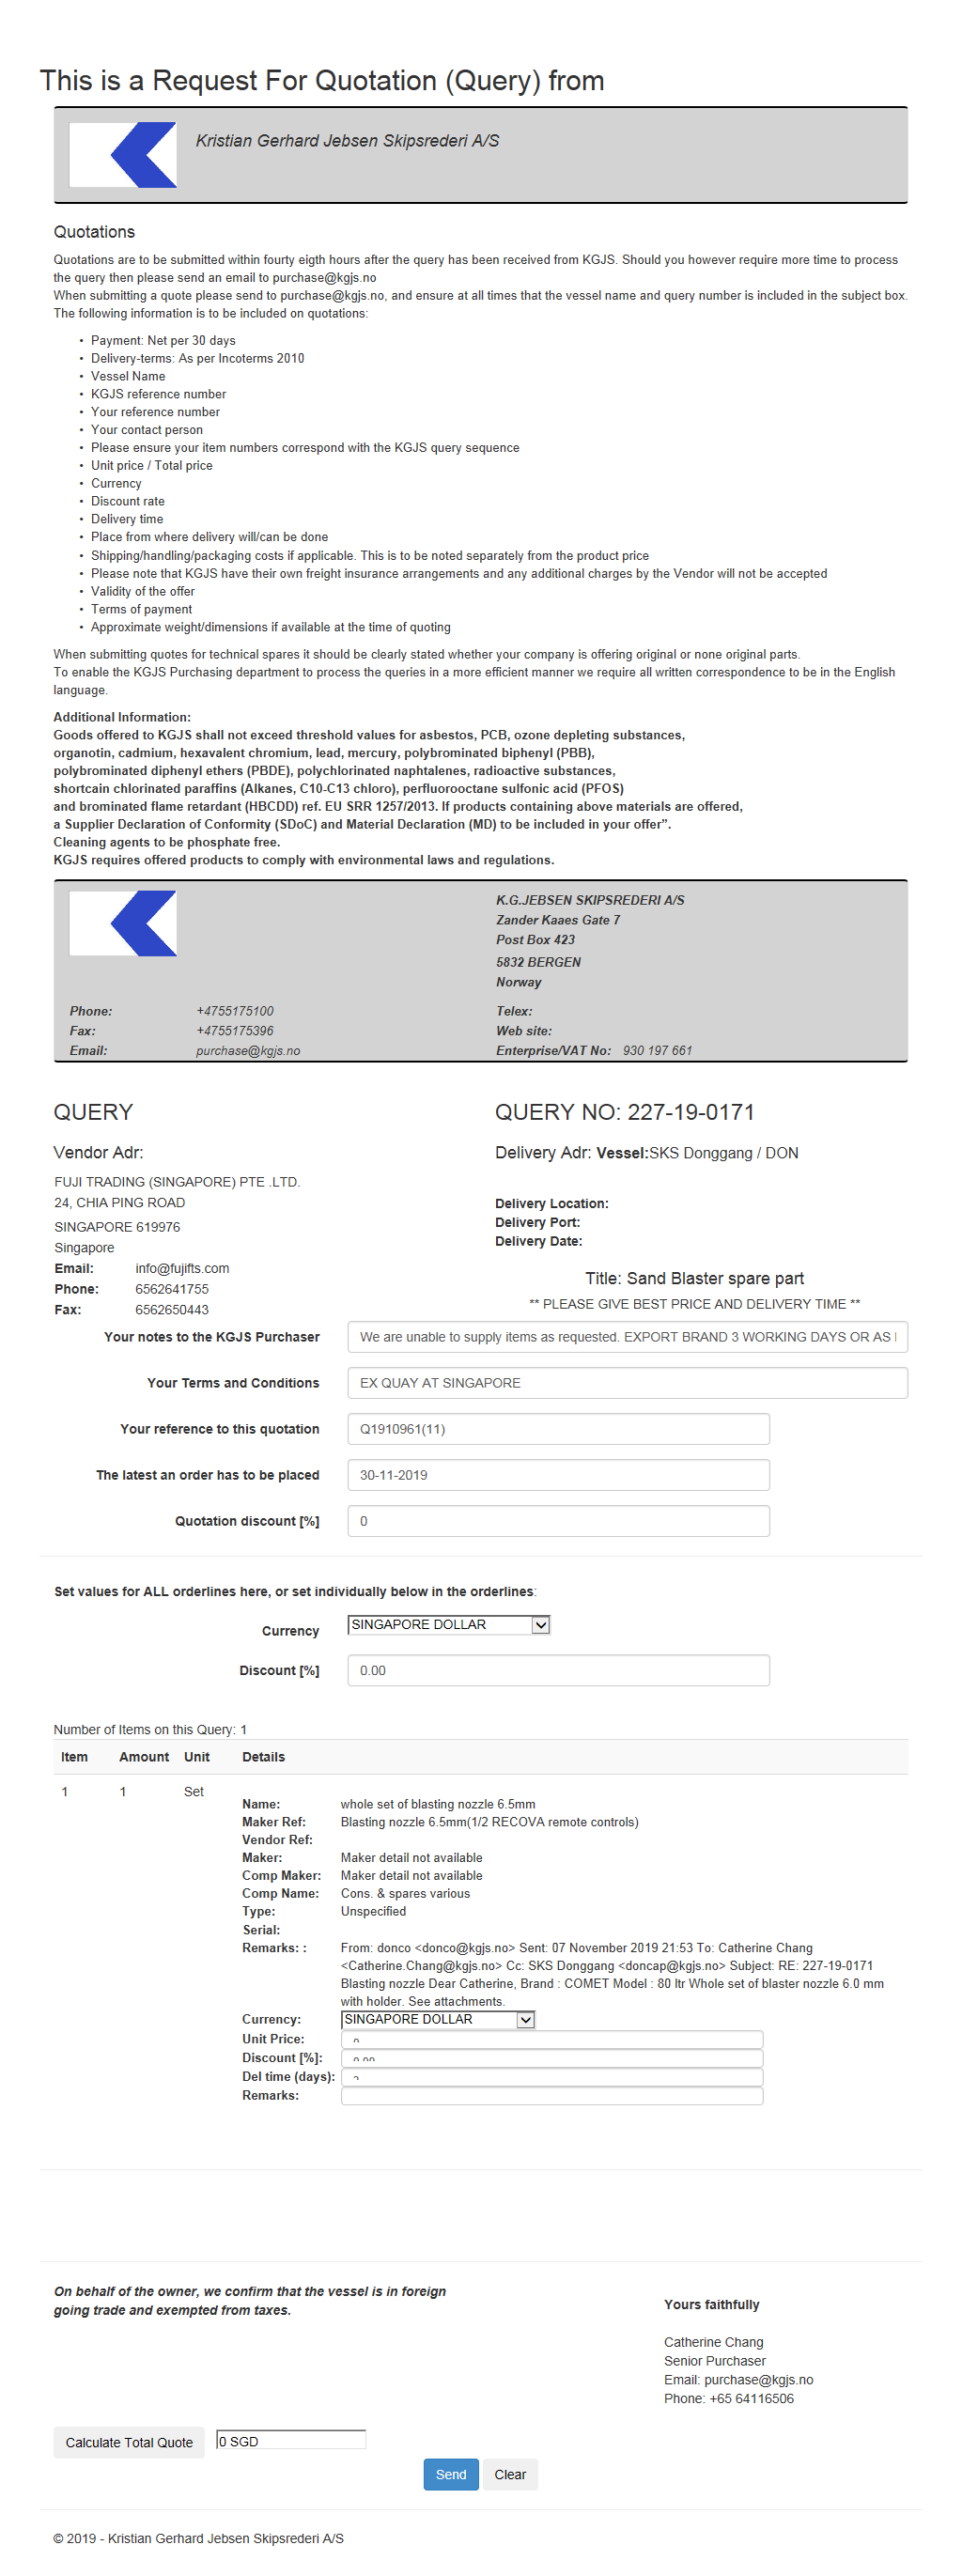 This is a Request For Quotation (Query) from
Kristian Gerhard Jebsen Skipsrederi A/S
Quotations
Quotations are to be submitted within fourty eigth hours after the query has been received from KGJS. Should you however require more time to process
the query then please send an email to purchase@kgjs.no
When submitting a quote please send to purchase@kgjs.no, and ensure at all times that the vessel name and query number is included in the subject box.
The following information is to be included on quotations:
• Payment: Net per 30 days
• Delivery-terms: As per Incoterms 2010
• Vessel Name
• KGJS reference number
• Your reference number
• Your contact person
• Please ensure your item numbers correspond with the KGJS query sequence
• Unit price / Total price
• Currency
• Discount rate
• Delivery time
• Place from where delivery will/can be done
• Shipping/handling/packaging costs if applicable. This is to be noted separately from the product price
• Please note that KGJS have their own freight insurance arrangements and any additional charges by the Vendor will not be accepted
• Validity of the offer
• Terms of payment
• Approximate weight/dimensions if available at the time of quoting
When submitting quotes for technical spares it should be clearly stated whether your company is offering original or none original parts.
To enable the KGJS Purchasing department to process the queries in a more efficient manner we require all written correspondence to be in the English
language.
Additional Information:
Goods offered to KGJS shall not exceed threshold values for asbestos, PCB, ozone depleting substances,
organotin, cadmium, hexavalent chromium, lead, mercury, polybrominated biphenyl (PBB),
polybrominated diphenyl ethers (PBDE), polychlorinated naphtalenes, radioactive substances,
shortcain chlorinated paraffins (Alkanes, C10-C13 chloro), perfluorooctane sulfonic acid (PFOS)
and brominated flame retardant (HBCDD) ref. EU SRR 1257/2013. If products containing above materials are offered,
a Supplier Declaration of Conformity (SDoC) and Material Declaration (MD) to be included in your offer”.
Cleaning agents to be phosphate free.
KGJS requires offered products to comply with environmental laws and regulations.
K.G.JEBSEN SKIPSREDERI A/S
Zander Kaaes Gate 7
Post Box 423
5832 BERGEN
Norway
Phone: +4755175100 Telex:
Fax: +4755175396 Web site:
Email: purchase@kgjs.no Enterprise/VAT No: 930 197 661
QUERY QUERY NO: 227-19-0171
Vendor Adr: Delivery Adr: Vessel:SKS Donggang / DON
FUJI TRADING (SINGAPORE) PTE .LTD.
24, CHIA PING ROAD Delivery Location:
SINGAPORE 619976 Delivery Port:
Singapore Delivery Date:
Email: info@fujifts.com
Phone: 6562641755 Title: Sand Blaster spare part
Fax: 6562650443 ** PLEASE GIVE BEST PRICE AND DELIVERY TIME **
Your notes to the KGJS Purchaser We are unable to supply items as requested. EXPORT BRAND 3 WORKING DAYS OR AS
Your Terms and Conditions EX QUAY AT SINGAPORE
Your reference to this quotation Q1910961(11)
The latest an order has to be placed 30-11-2019
Quotation discount [%] 0
Set values for ALL orderlines here, or set individually below in the orderlines:
Currency SINGAPORE DOLLAR
Discount [%] 0.00
Number of Items on this Query: 1
Item Amount Unit Details
1 1 Set
Name: whole set of blasting nozzle 6.5mm
Maker Ref: Blasting nozzle 6.5mm(1/2 RECOVA remote controls)
Vendor Ref:
Maker: Maker detail not available
Comp Maker: Maker detail not available
Comp Name: Cons. & spares various
Type: Unspecified
Serial:
Remarks: : From: donco <donco@kgjs.no> Sent: 07 November 2019 21:53 To: Catherine Chang
<Catherine.Chang@kgjs.no> Cc: SKS Donggang <doncap@kgjs.no> Subject: RE: 227-19-0171
Blasting nozzle Dear Catherine, Brand : COMET Model : 80 ltr Whole set of blaster nozzle 6.0 mm
with holder. See attachments.
Currency: SINGAPORE DOLLAR
Unit Price:
Discount [%]:
Del time (days):
Remarks:
On behalf of the owner, we confirm that the vessel is in foreign
going trade and exempted from taxes.
Yours faithfully
Catherine Chang
Senior Purchaser
Email: purchase@kgjs.no
Phone: +65 64116506
Calculate Total Quote 0 SGD
Send Clear
© 2019 - Kristian Gerhard Jebsen Skipsrederi A/S